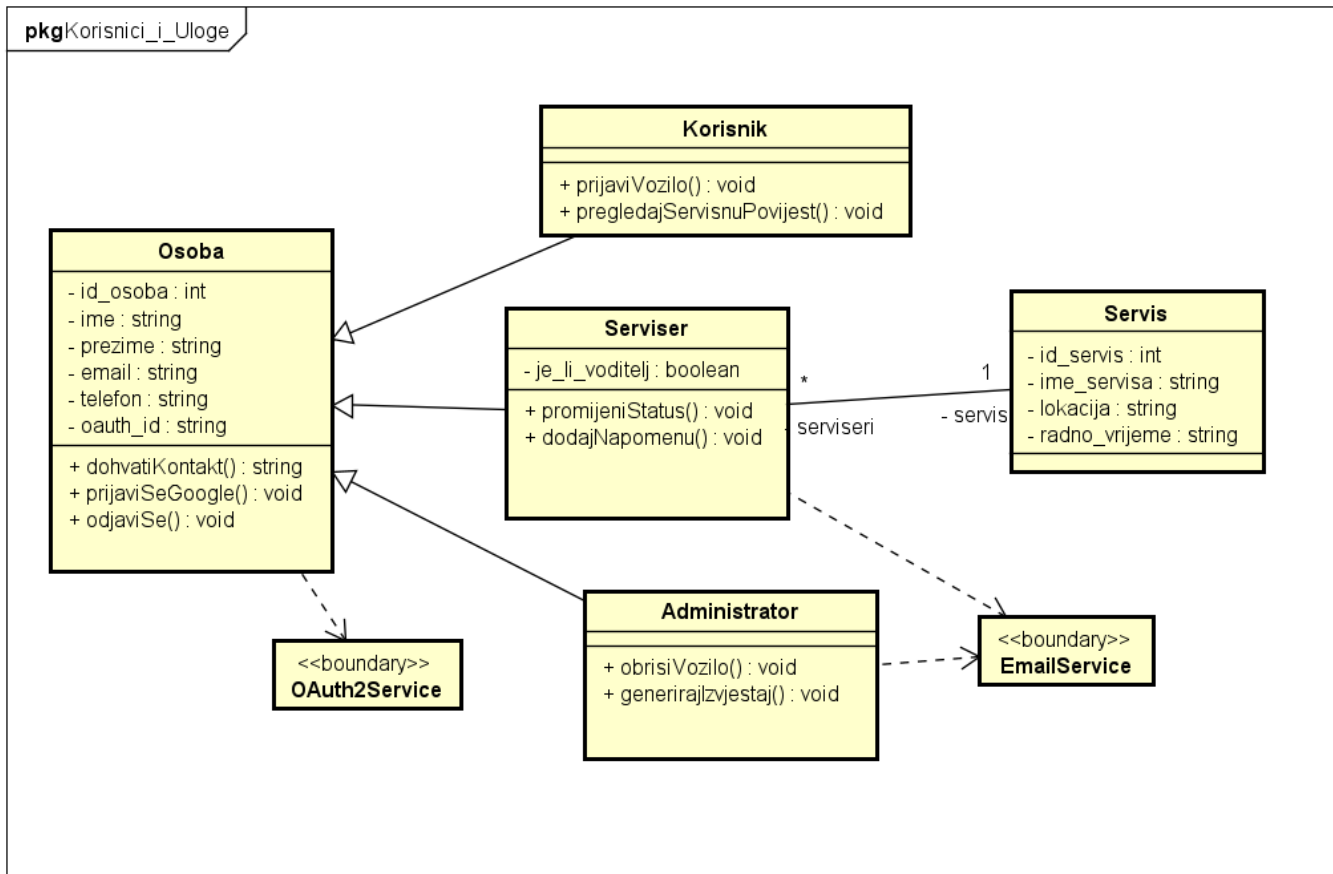 pkgKorisnici_i_Uloge
Korisnik
+ prijaviVozilo() : void
+ pregledajServisnuPovijest() : void
Osoba
- id_osoba : int
- ime : string
- prezime : string
- email : string
- telefon : string
- oauth_id : string
+ dohvatiKontakt() : string
+ prijaviSeGoogle() : void
+ odjaviSe() : void
Serviser
- je_li_voditelj : boolean
+ promijeniStatus() : void
+ dodajNapomenu() : void
*
- serviseri
1
- servis
Servis
- id_servis : int
- ime_servisa : string
- lokacija : string
- radno_vrijeme : string
Administrator
+ obrisiVozilo() : void
+ generirajIzvjestaj() : void
<<boundary>>
OAuth2Service
<<boundary>>
EmailService